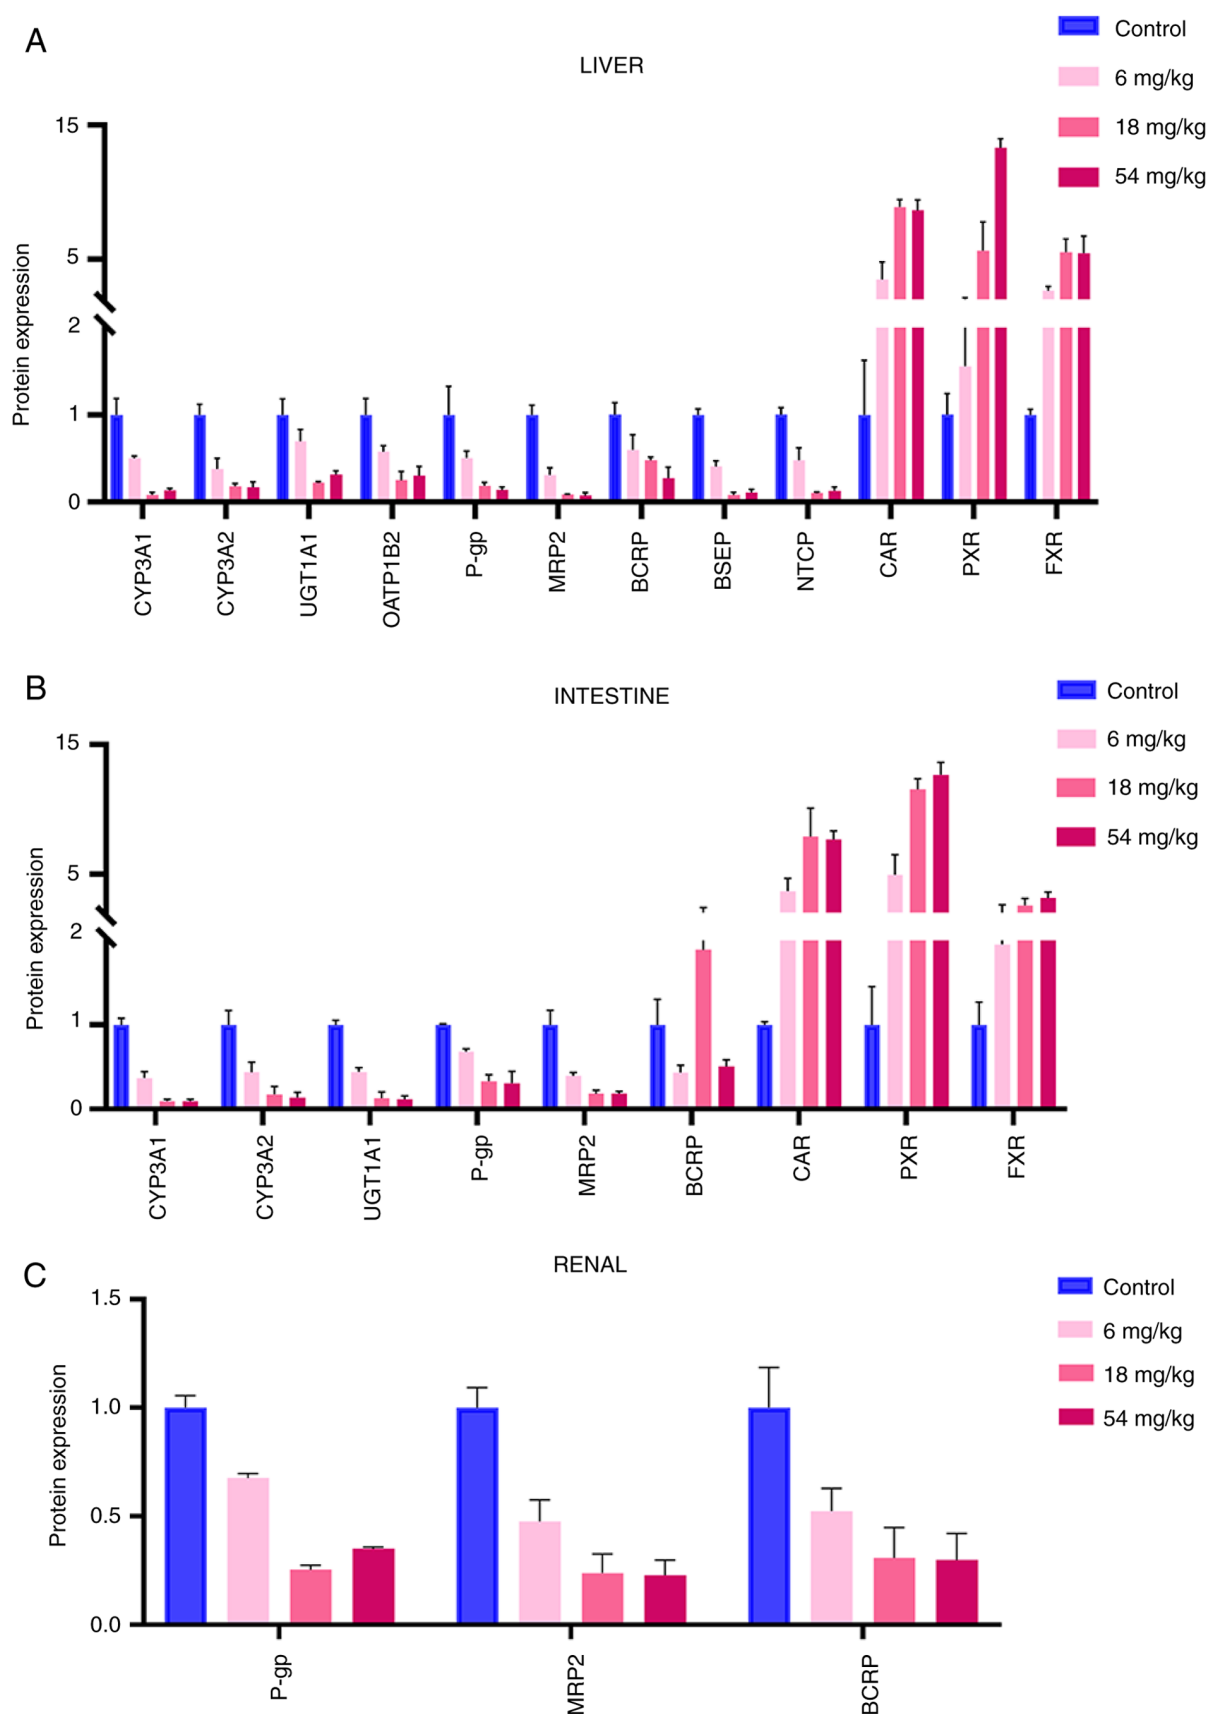 A
LIVER
Control
6 mg/kg
18 mg/kg
54 mg/kg
Protein expression
15
5
2
1
0
CYP3A1
CYP3A2
UGT1A1
OATP1B2
P-gp
MRP2
BCRP
BSEP
NTCP
CAR
PXR
FXR
B
INTESTINE
Control
6 mg/kg
18 mg/kg
54 mg/kg
Protein expression
15
5
2
1
0
CYP3A1
CYP3A2
UGT1A1
P-gp
MRP2
BCRP
CAR
PXR
FXR
C
RENAL
Control
6 mg/kg
18 mg/kg
54 mg/kg
Protein expression
1.5
1.0
0.5
0.0
P-gp
MRP2
BCRP